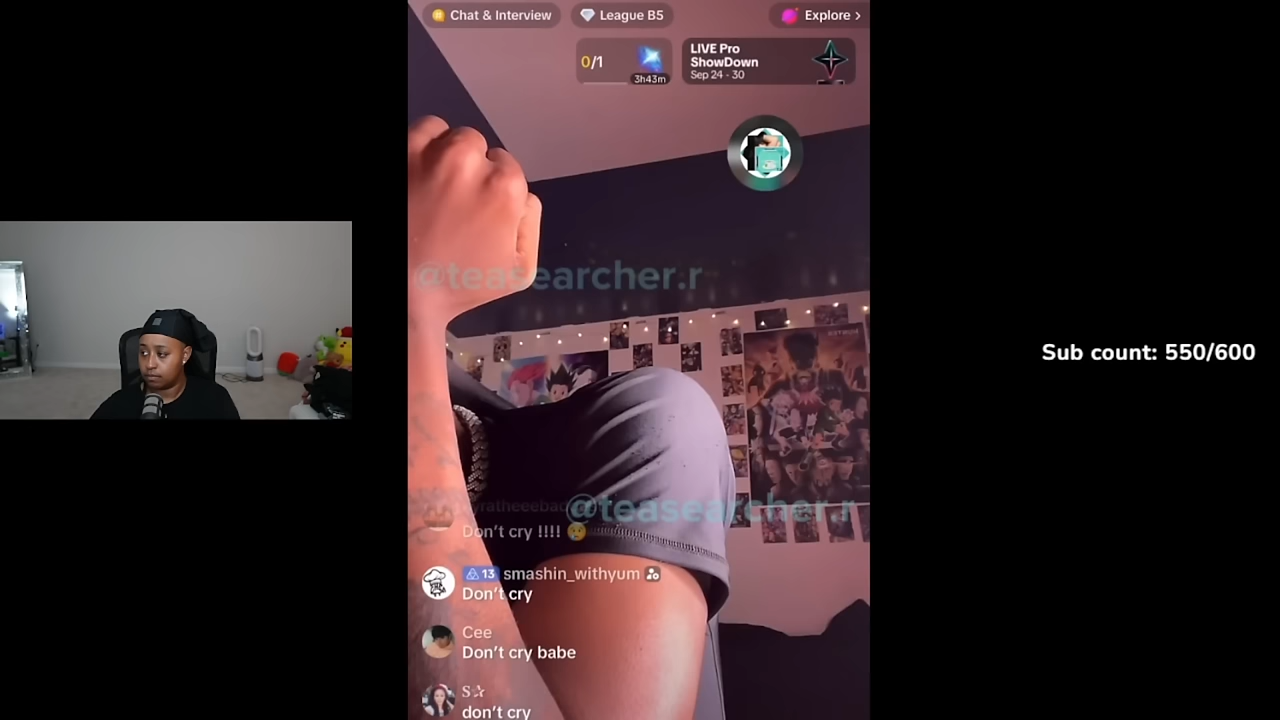 Chat & Interview
League B5
Explore >
0/1
3h43m
LIVE Pro
ShowDown
Sep 24 - 30
@teasearcher.r
@teasearcher.r
Don't cry !!!! 😢
13 smashin_withyum
Don't cry
Cee
Don't cry babe
S☆
don't cry
Sub count: 550/600